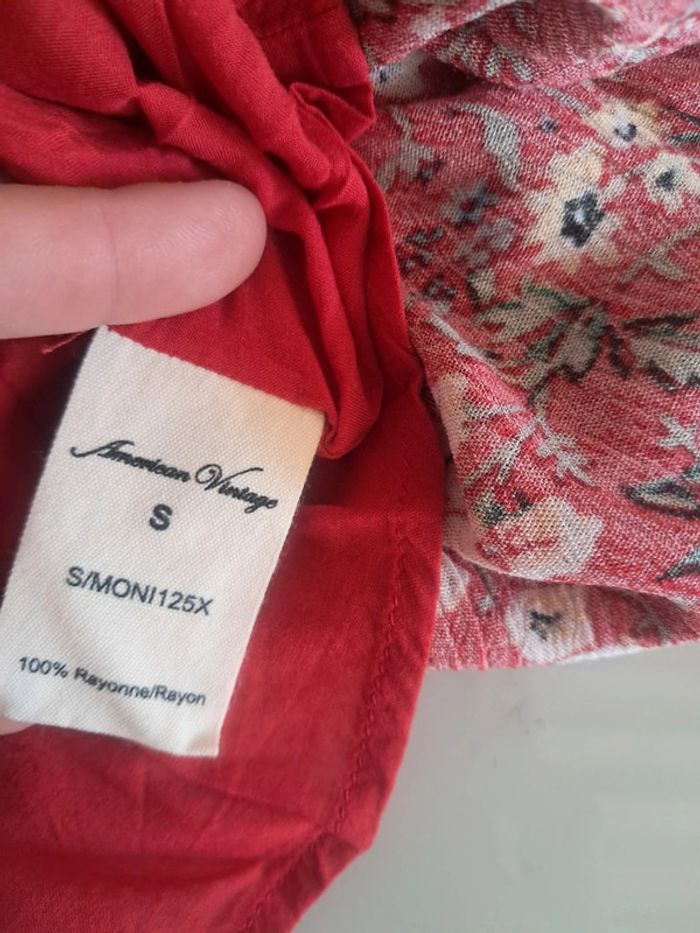 American Vintage
S
S/MONI125X
100% Rayonne/Rayon